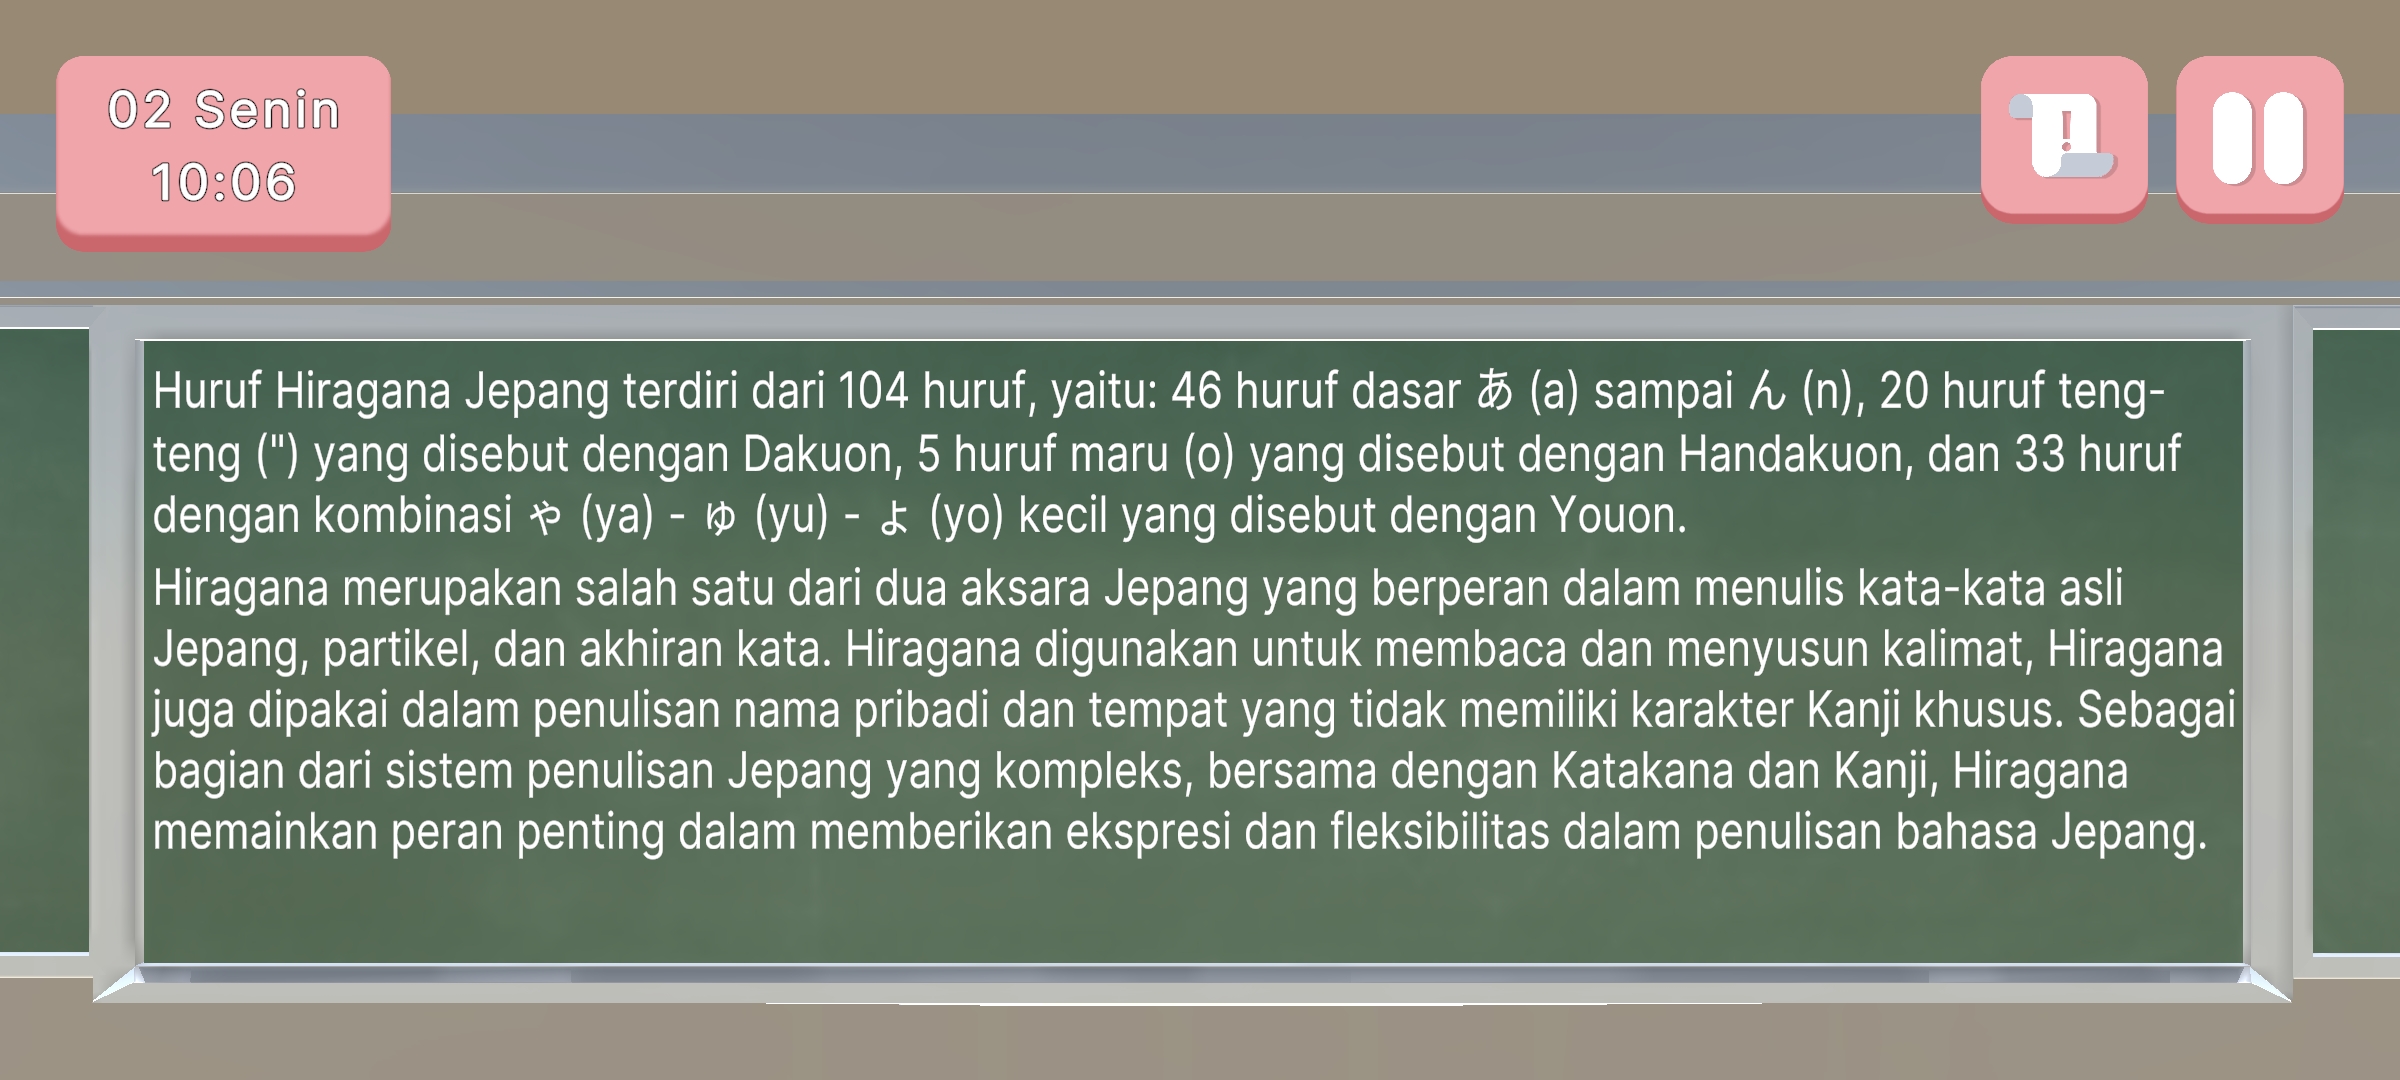 02 Senin
10:06
Huruf Hiragana Jepang terdiri dari 104 huruf, yaitu: 46 huruf dasar あ (a) sampai ん (n), 20 huruf teng-
teng (") yang disebut dengan Dakuon, 5 huruf maru (o) yang disebut dengan Handakuon, dan 33 huruf
dengan kombinasi ゃ (ya) - ゅ (yu) - ょ (yo) kecil yang disebut dengan Youon.
Hiragana merupakan salah satu dari dua aksara Jepang yang berperan dalam menulis kata-kata asli
Jepang, partikel, dan akhiran kata. Hiragana digunakan untuk membaca dan menyusun kalimat, Hiragana
juga dipakai dalam penulisan nama pribadi dan tempat yang tidak memiliki karakter Kanji khusus. Sebagai
bagian dari sistem penulisan Jepang yang kompleks, bersama dengan Katakana dan Kanji, Hiragana
memainkan peran penting dalam memberikan ekspresi dan fleksibilitas dalam penulisan bahasa Jepang.